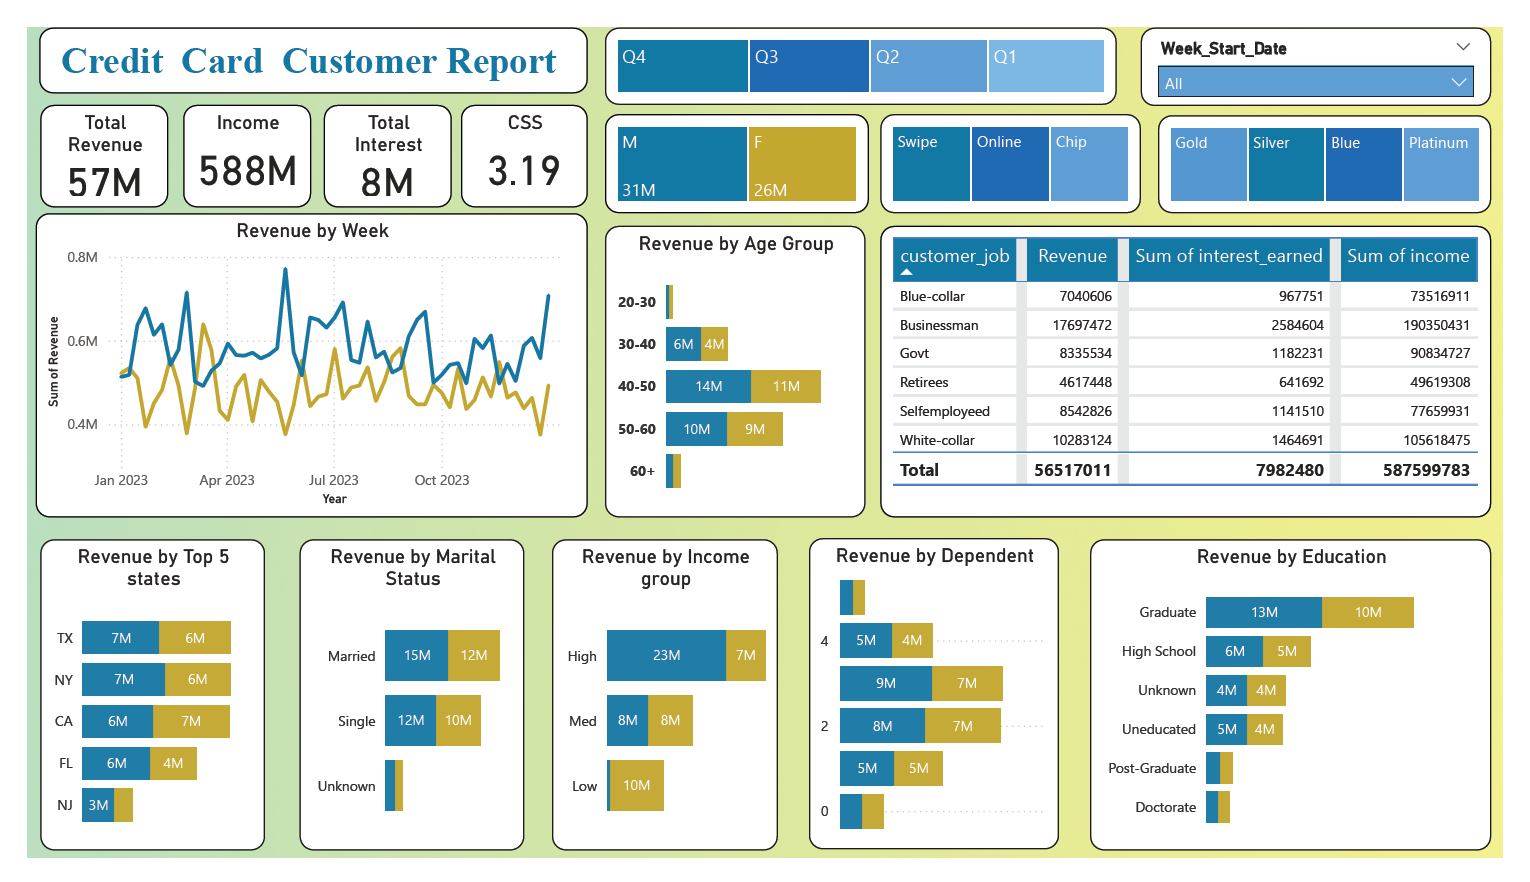 Credit Card Customer Report
Q4
Q3
Q2
Q1
Week_Start_Date
All
Total
Revenue
57M
Income
588M
Total
Interest
8M
CSS
3.19
M
31M
F
26M
Swipe
Online
Chip
Gold
Silver
Blue
Platinum
Revenue by Week
0.8M
0.6M
0.4M
Sum of Revenue
Jan 2023
Apr 2023
Jul 2023
Oct 2023
Year
Revenue by Age Group
20-30
30-40 6M 4M
40-50 14M 11M
50-60 10M 9M
60+
customer_job Revenue Sum of interest_earned Sum of income
Blue-collar 7040606 967751 73516911
Businessman 17697472 2584604 190350431
Govt 8335534 1182231 90834727
Retirees 4617448 641692 49619308
Selfemployeed 8542826 1141510 77659931
White-collar 10283124 1464691 105618475
Total 56517011 7982480 587599783
Revenue by Top 5
states
TX 7M 6M
NY 7M 6M
CA 6M 7M
FL 6M 4M
NJ 3M
Revenue by Marital
Status
Married 15M 12M
Single 12M 10M
Unknown
Revenue by Income
group
High 23M 7M
Med 8M 8M
Low 10M
Revenue by Dependent
4 5M 4M
9M 7M
2 8M 7M
5M 5M
0
Revenue by Education
Graduate 13M 10M
High School 6M 5M
Unknown 4M 4M
Uneducated 5M 4M
Post-Graduate
Doctorate